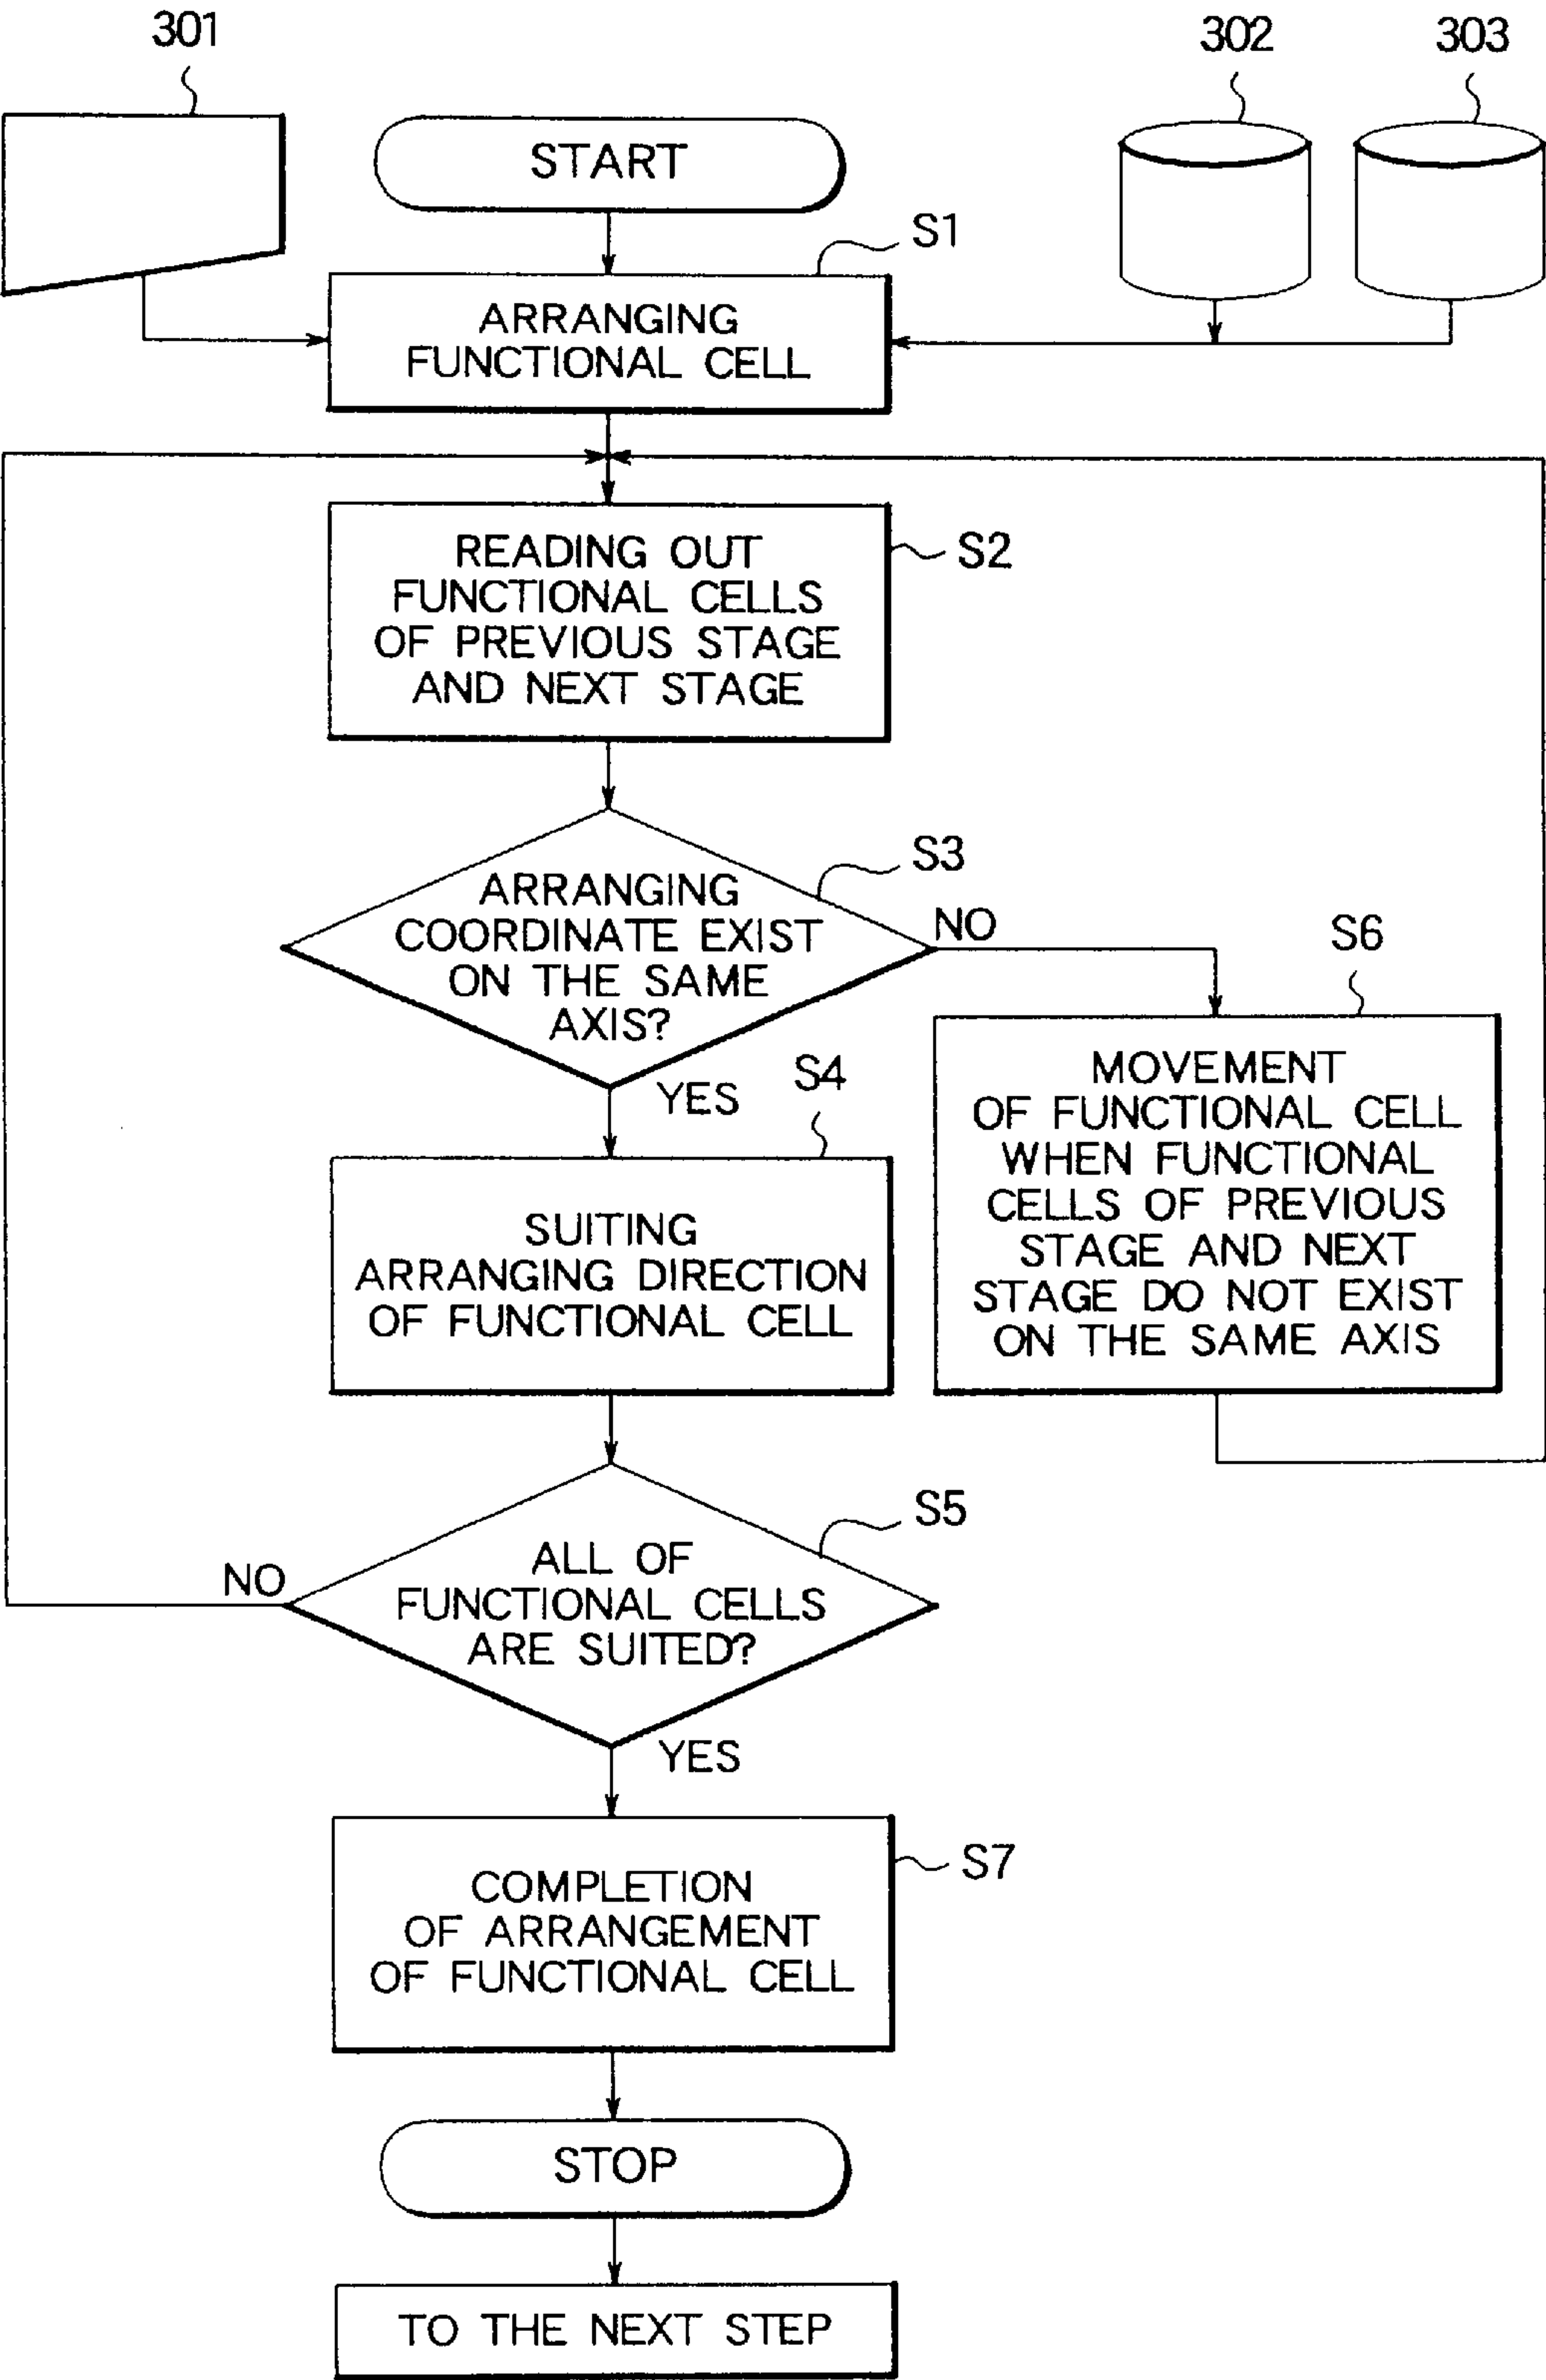 301
302
303
START
S1
ARRANGING
FUNCTIONAL CELL
READING OUT
FUNCTIONAL CELLS
OF PREVIOUS STAGE
AND NEXT STAGE
S2
S3
ARRANGING
COORDINATE EXIST
ON THE SAME
AXIS?
NO
YES
S6
MOVEMENT
OF FUNCTIONAL CELL
WHEN FUNCTIONAL
CELLS OF PREVIOUS
STAGE AND NEXT
STAGE DO NOT EXIST
ON THE SAME AXIS
S4
SUITING
ARRANGING DIRECTION
OF FUNCTIONAL CELL
S5
ALL OF
FUNCTIONAL CELLS
ARE SUITED?
NO
YES
S7
COMPLETION
OF ARRANGEMENT
OF FUNCTIONAL CELL
STOP
TO THE NEXT STEP